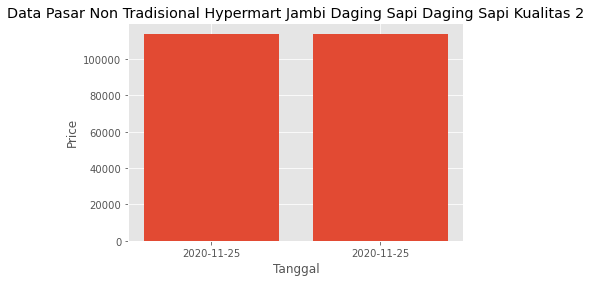 Data Pasar Non Tradisional Hypermart Jambi Daging Sapi Daging Sapi Kualitas 2
100000
80000
60000
40000
20000
0
Price
2020-11-25 2020-11-25
Tanggal